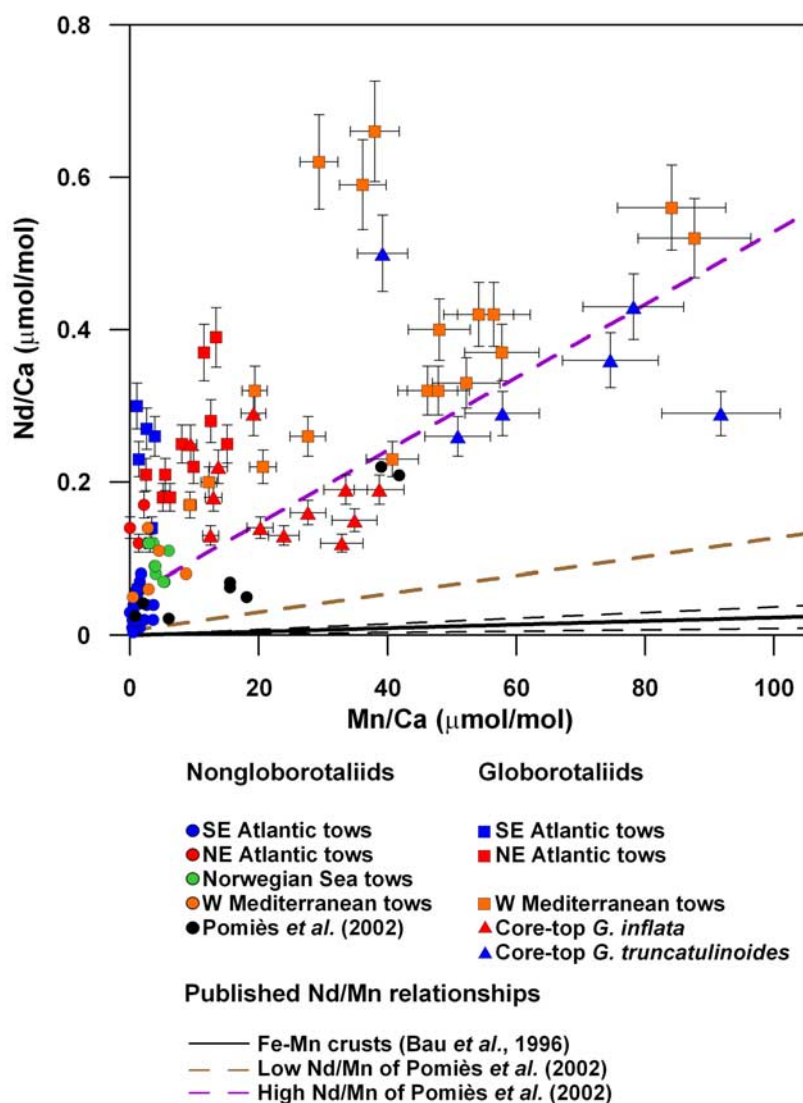 0.8
0.6
0.4
0.2
0
Nd/Ca (μmol/mol)
0 20 40 60 80 100
Mn/Ca (μmol/mol)
Nongloborotaliids
SE Atlantic tows
NE Atlantic tows
Norwegian Sea tows
W Mediterranean tows
Pomiès et al. (2002)
Globorotaliids
SE Atlantic tows
NE Atlantic tows
W Mediterranean tows
Core-top G. inflata
Core-top G. truncatulinoides
Published Nd/Mn relationships
Fe-Mn crusts (Bau et al., 1996)
Low Nd/Mn of Pomiès et al. (2002)
High Nd/Mn of Pomiès et al. (2002)